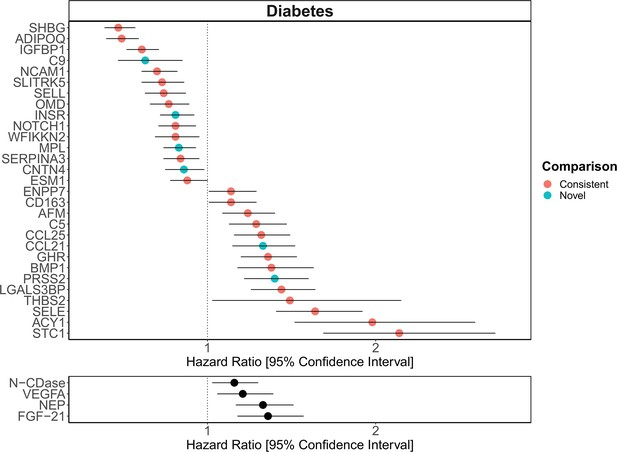 Diabetes
SHBG
ADIPOQ
IGFBP1
C9
NCAM1
SLITRK5
SELL
OMD
INSR
NOTCH1
WFIKKN2
MPL
SERPINA3
CNTN4
ESM1
ENPP7
CD163
AFM
C5
CCL25
CCL21
GHR
BMP1
PRSS2
LGALS3BP
THBS2
SELE
ACY1
STC1
1 2
Hazard Ratio [95% Confidence Interval]
Comparison
Consistent
Novel
N−CDase
VEGFA
NEP
FGF−21
1 2
Hazard Ratio [95% Confidence Interval]